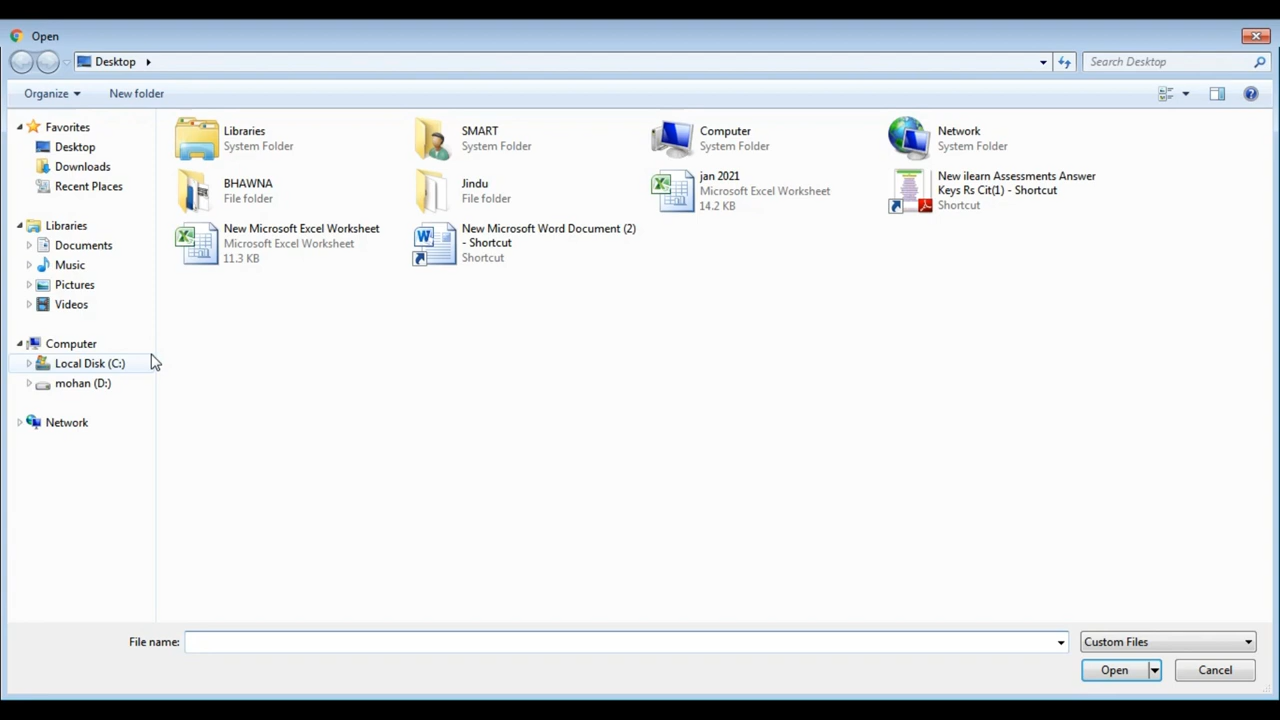 Open
Desktop
Search Desktop
Organize
New folder
Favorites
Desktop
Downloads
Recent Places
Libraries
Documents
Music
Pictures
Videos
Computer
Local Disk (C:)
mohan (D:)
Network
Libraries
System Folder
SMART
System Folder
Computer
System Folder
Network
System Folder
BHAWNA
File folder
Jindu
File folder
jan 2021
Microsoft Excel Worksheet
14.2 KB
New ilearn Assessments Answer
Keys Rs Cit(1) - Shortcut
Shortcut
New Microsoft Excel Worksheet
Microsoft Excel Worksheet
11.3 KB
New Microsoft Word Document (2)
- Shortcut
Shortcut
File name:
Custom Files
Open
Cancel